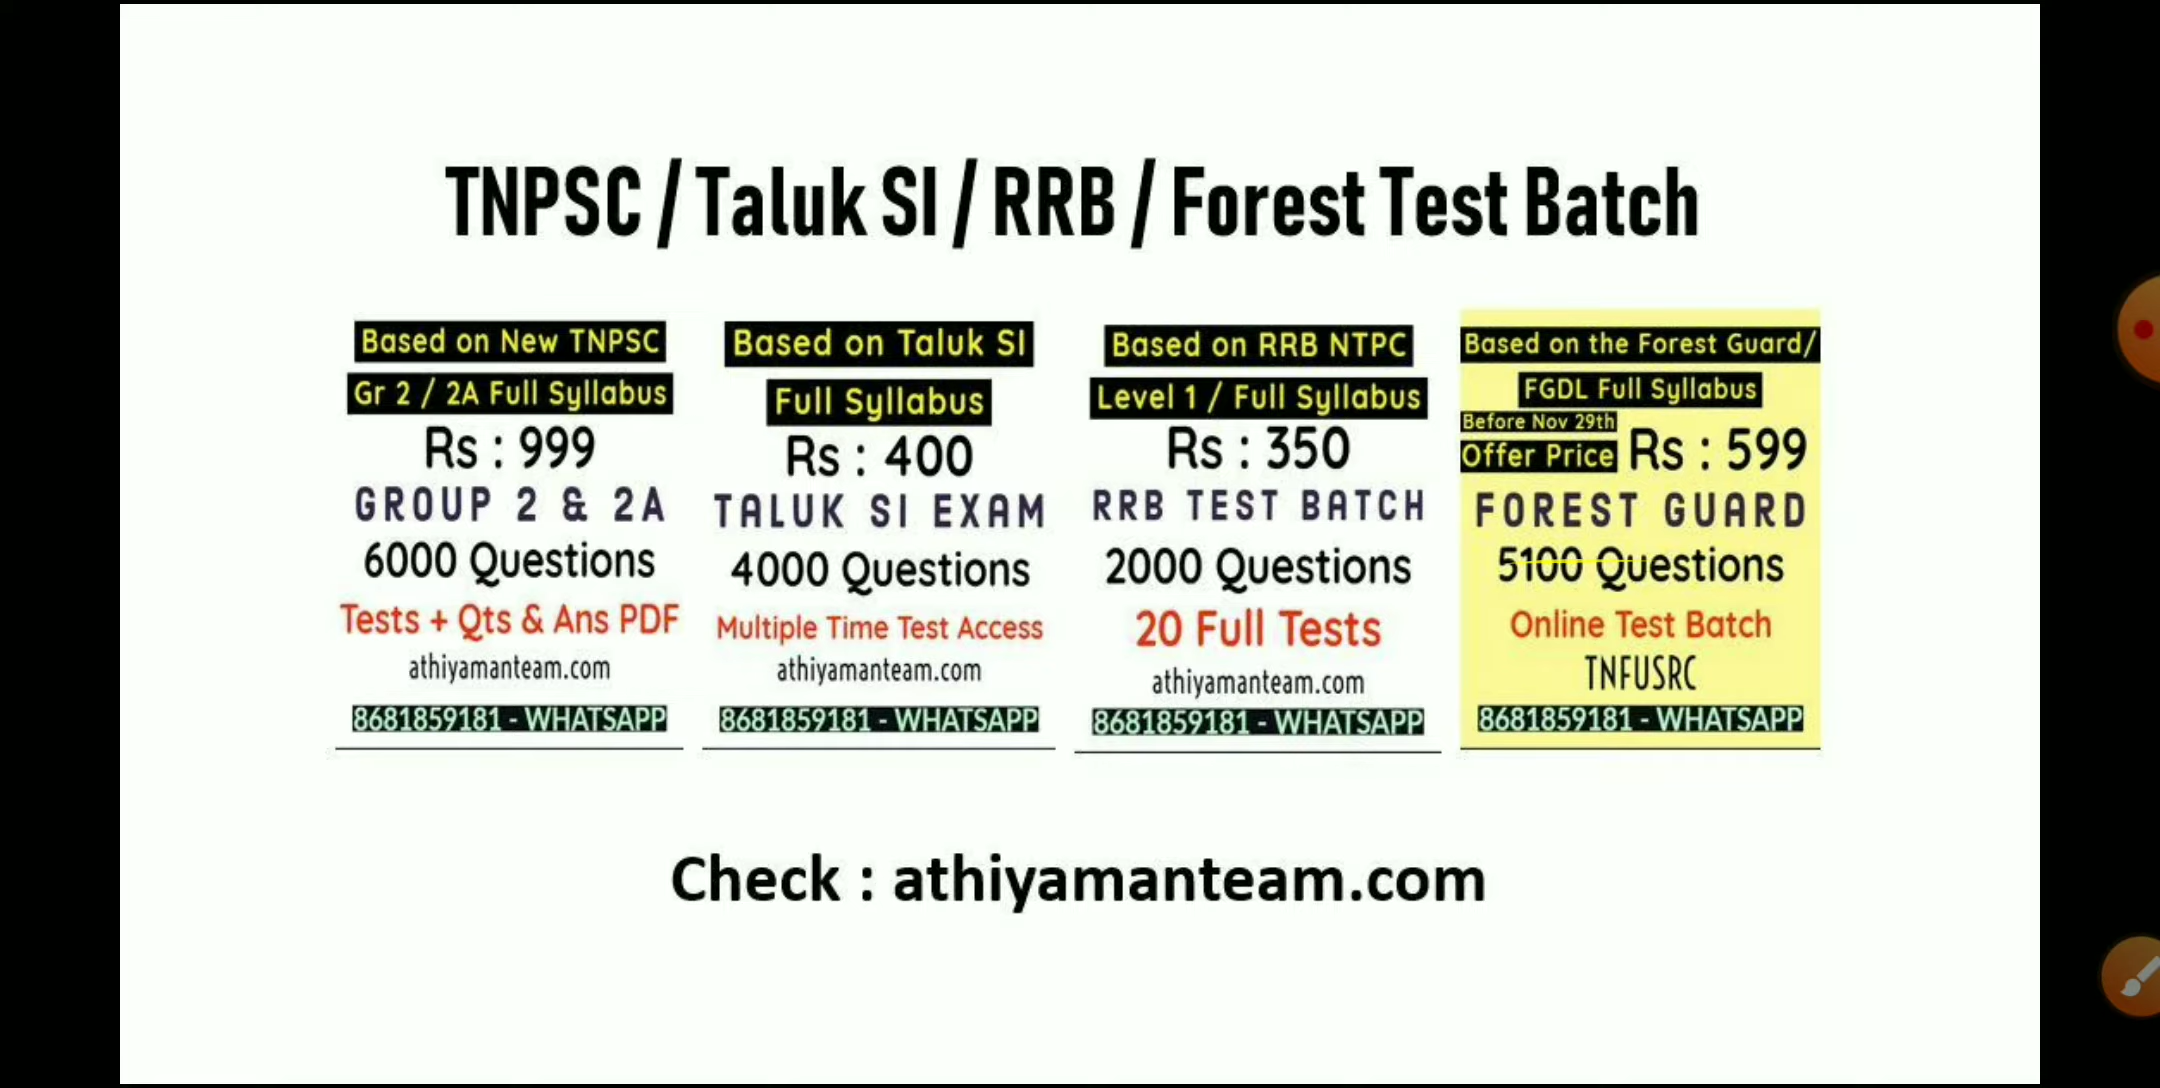 TNPSC / Taluk SI / RRB / Forest Test Batch
Based on New TNPSC
Gr 2 / 2A Full Syllabus
Rs : 999
GROUP 2 & 2A
6000 Questions
Tests + Qts & Ans PDF
athiyamanteam.com
8681859181 - WHATSAPP
Based on Taluk SI
Full Syllabus
Rs : 400
TALUK SI EXAM
4000 Questions
Multiple Time Test Access
athiyamanteam.com
8681859181 - WHATSAPP
Based on RRB NTPC
Level 1 / Full Syllabus
Rs : 350
RRB TEST BATCH
2000 Questions
20 Full Tests
athiyamanteam.com
8681859181 - WHATSAPP
Based on the Forest Guard/
FGDL Full Syllabus
Before Nov 29th
Offer Price Rs : 599
FOREST GUARD
5100 Questions
Online Test Batch
TNFUSRC
8681859181 - WHATSAPP
Check : athiyamanteam.com